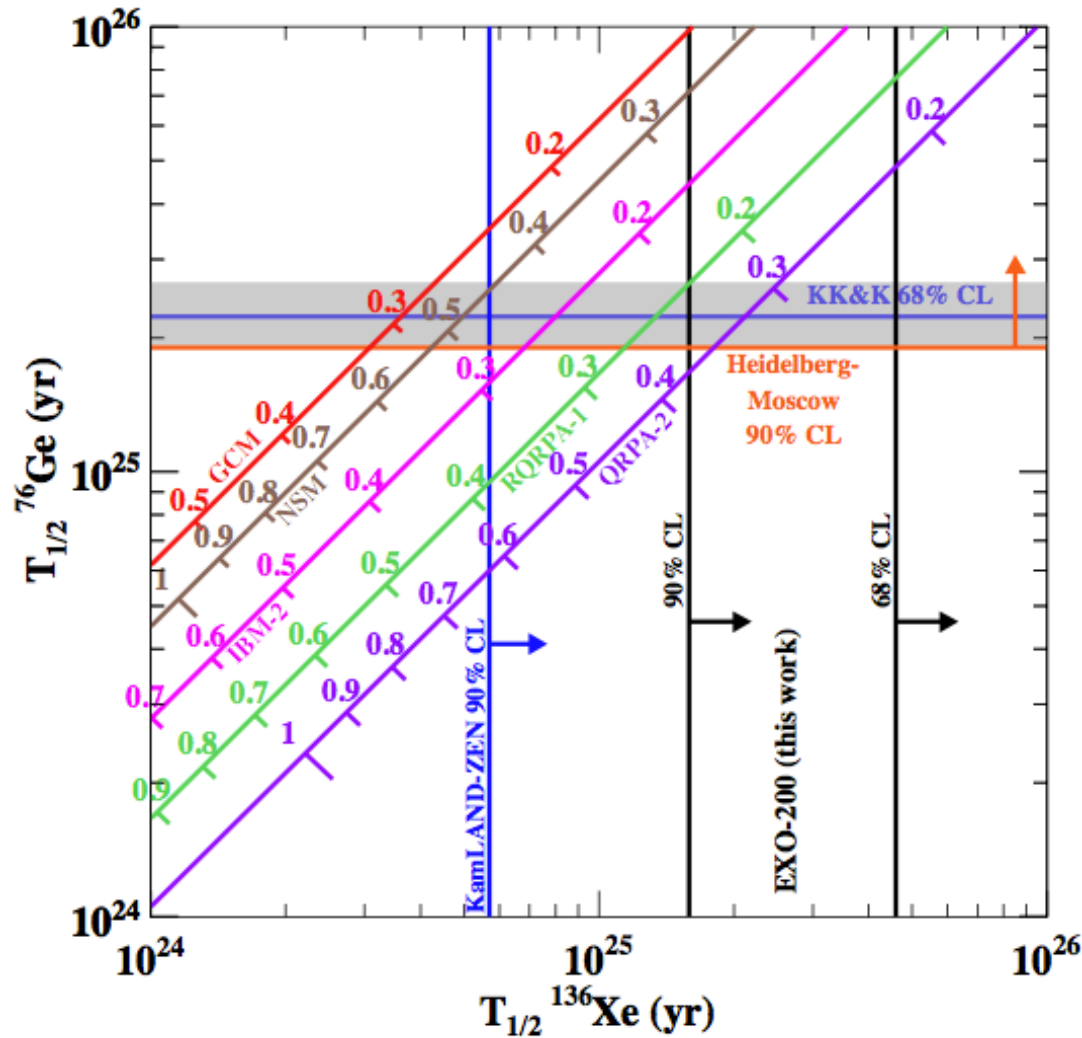 10^26
T_1/2 ^76Ge (yr)
10^25
10^24
10^24
10^25
10^26
T_1/2 ^136Xe (yr)
0.2
0.3
0.4
0.5
GCM
0.3
0.4
0.5
0.6
0.7
0.8
0.9
1
NSM
0.2
0.3
0.4
0.5
0.6
0.7
IBM-2
0.2
0.3
0.4
0.5
0.6
0.7
0.8
0.9
RQRPA-1
0.2
0.3
0.4
0.5
0.6
0.7
0.8
0.9
1
QRPA-2
KK&K 68% CL
Heidelberg-
Moscow
90% CL
KamLAND-ZEN 90% CL
90% CL
EXO-200 (this work)
68% CL